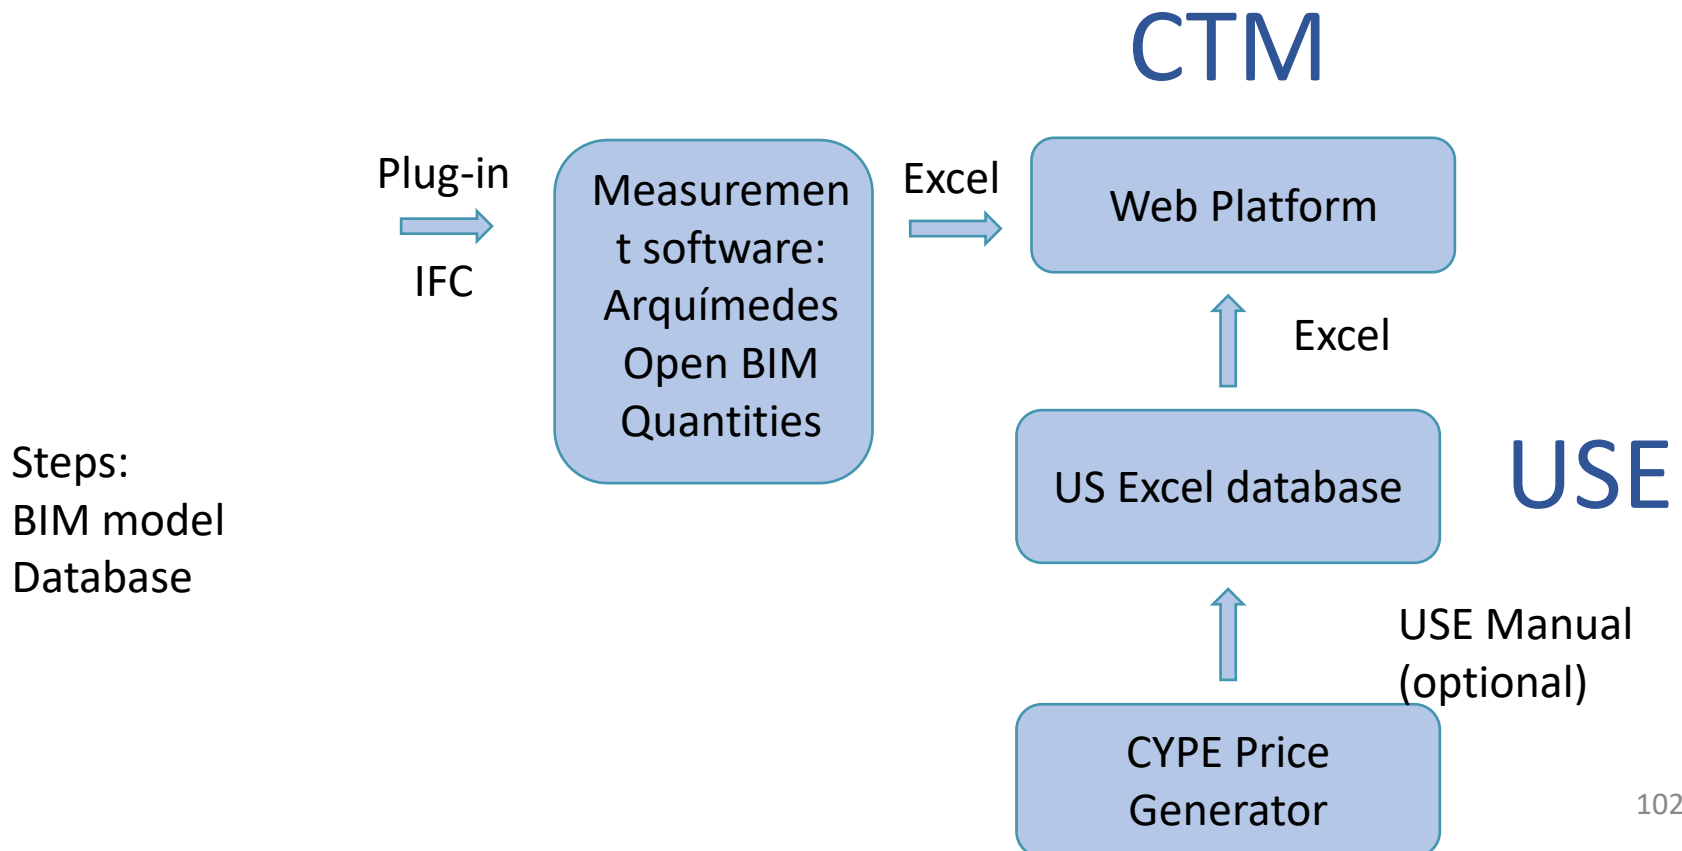 CTM
Plug-in
IFC
Measuremen
t software:
Arquímedes
Open BIM
Quantities
Excel
Web Platform
Excel
Steps:
BIM model
Database
US Excel database
USE
USE Manual
(optional)
CYPE Price
Generator
102